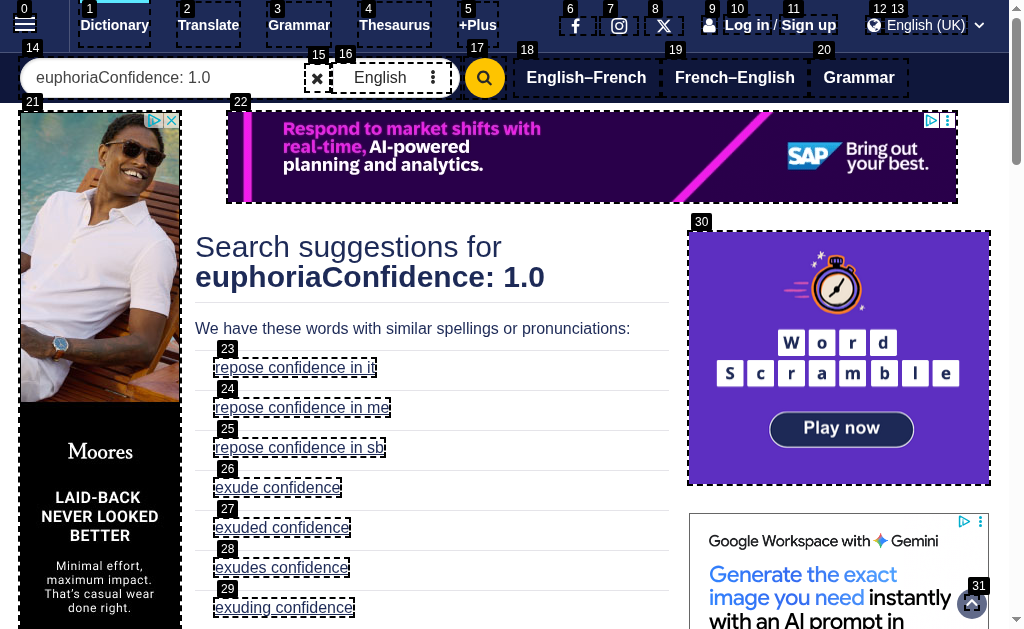 0 1 2 3 4 5 6 7 8 9 10 11 12 13
Dictionary Translate Grammar Thesaurus +Plus Log in / Sign up English (UK)
14 15 16 17 18 19 20
euphoriaConfidence: 1.0 English English–French French–English Grammar
21 22
Respond to market shifts with
real-time, AI-powered
planning and analytics.
SAP Bring out
your best.
Moores
LAID-BACK
NEVER LOOKED
BETTER
Minimal effort,
maximum impact.
That's casual wear
done right.
Search suggestions for
euphoriaConfidence: 1.0
We have these words with similar spellings or pronunciations:
23
repose confidence in it
24
repose confidence in me
25
repose confidence in sb
26
exude confidence
27
exuded confidence
28
exudes confidence
29
exuding confidence
30
Word
Scramble
Play now
Google Workspace with Gemini
Generate the exact
image you need instantly
with an AI prompt in
31